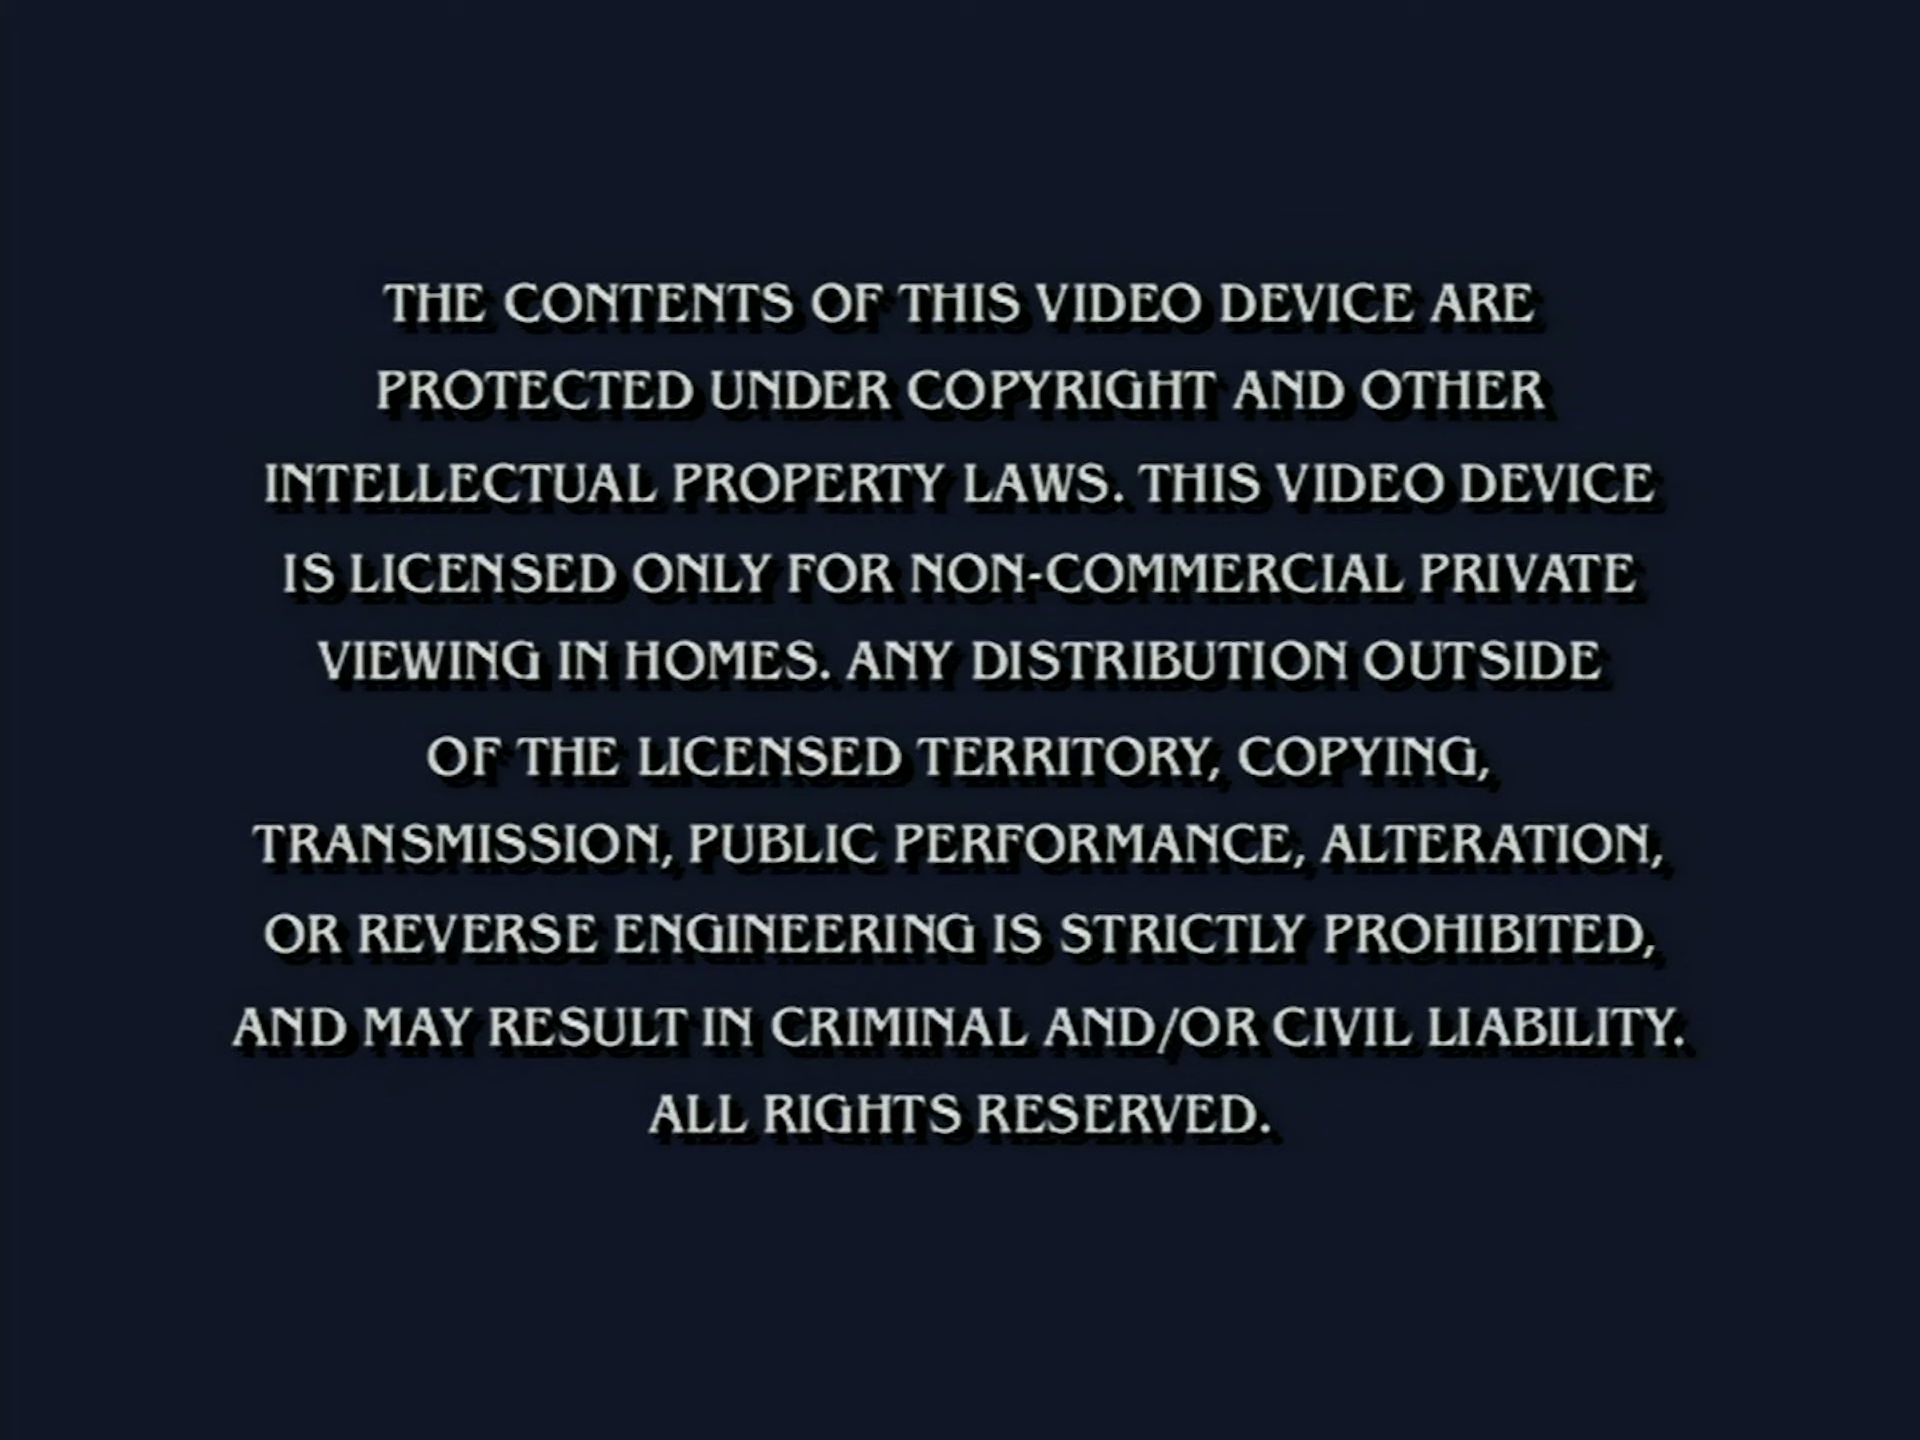 THE CONTENTS OF THIS VIDEO DEVICE ARE
PROTECTED UNDER COPYRIGHT AND OTHER
INTELLECTUAL PROPERTY LAWS. THIS VIDEO DEVICE
IS LICENSED ONLY FOR NON-COMMERCIAL PRIVATE
VIEWING IN HOMES. ANY DISTRIBUTION OUTSIDE
OF THE LICENSED TERRITORY, COPYING,
TRANSMISSION, PUBLIC PERFORMANCE, ALTERATION,
OR REVERSE ENGINEERING IS STRICTLY PROHIBITED,
AND MAY RESULT IN CRIMINAL AND/OR CIVIL LIABILITY.
ALL RIGHTS RESERVED.